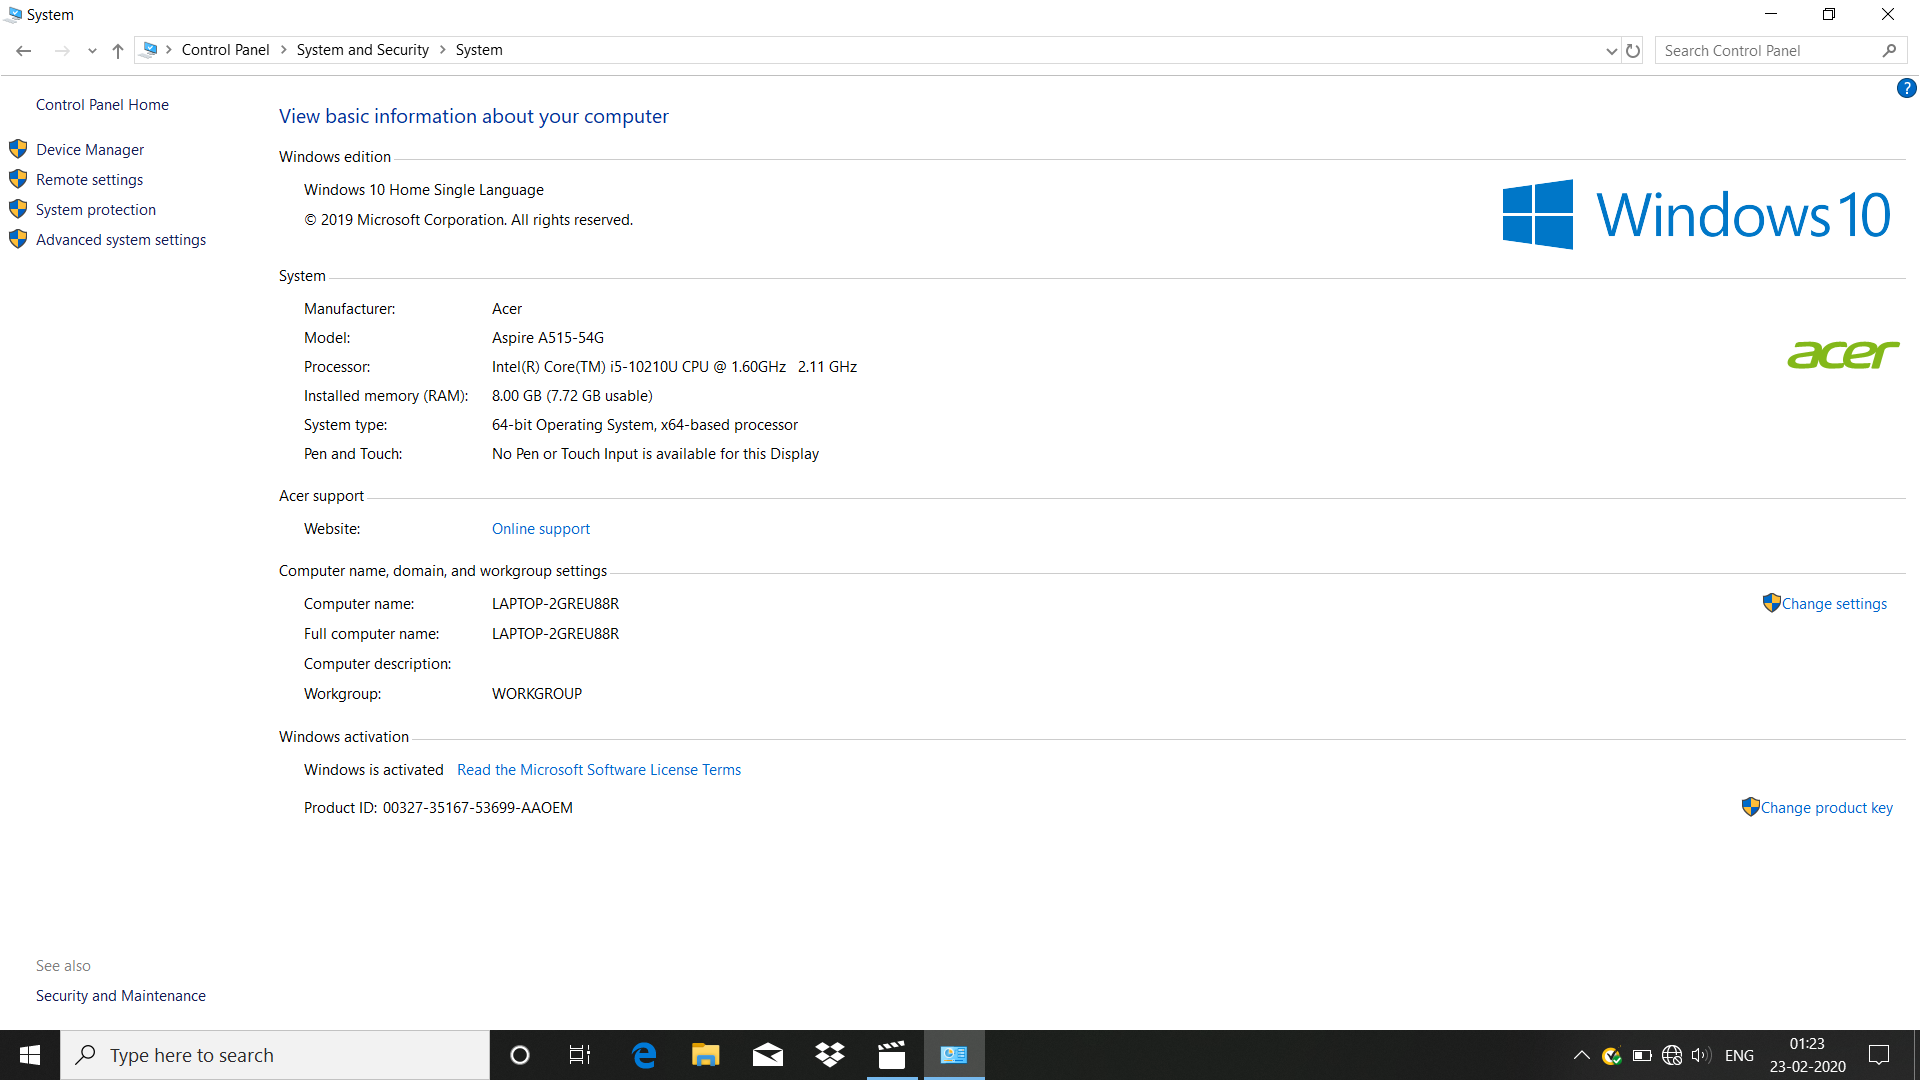 System
Control Panel > System and Security > System
Search Control Panel
?
Control Panel Home
Device Manager
Remote settings
System protection
Advanced system settings
View basic information about your computer
Windows edition
Windows 10 Home Single Language
© 2019 Microsoft Corporation. All rights reserved.
Windows 10
System
Manufacturer: Acer
Model: Aspire A515-54G
Processor: Intel(R) Core(TM) i5-10210U CPU @ 1.60GHz 2.11 GHz
Installed memory (RAM): 8.00 GB (7.72 GB usable)
System type: 64-bit Operating System, x64-based processor
Pen and Touch: No Pen or Touch Input is available for this Display
acer
Acer support
Website: Online support
Computer name, domain, and workgroup settings
Computer name: LAPTOP-2GREU88R
Change settings
Full computer name: LAPTOP-2GREU88R
Computer description:
Workgroup: WORKGROUP
Windows activation
Windows is activated Read the Microsoft Software License Terms
Product ID: 00327-35167-53699-AAOEM
Change product key
See also
Security and Maintenance
Type here to search
ENG
01:23
23-02-2020